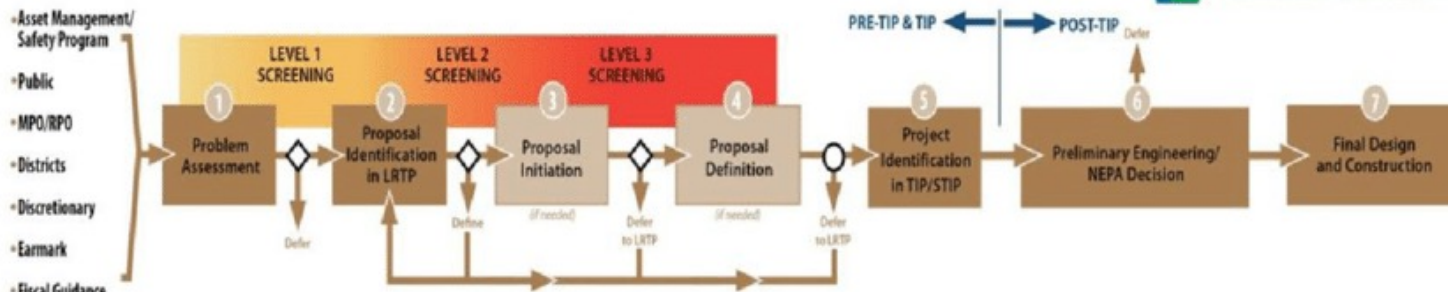 •Asset Management/
Safety Program
•Public
•MPO/RPO
•Districts
•Discretionary
•Earmark
•Fiscal Guidance
LEVEL 1
SCREENING
LEVEL 2
SCREENING
LEVEL 3
SCREENING
PRE-TIP & TIP
POST-TIP
1
Problem
Assessment
Defer
2
Proposal
Identification
in LRTP
Define
3
Proposal
Initiation
(if needed)
Defer
to LRTP
4
Proposal
Definition
(if needed)
Defer
to LRTP
5
Project
Identification
in TIP/STIP
Defer
6
Preliminary Engineering/
NEPA Decision
7
Final Design
and Construction